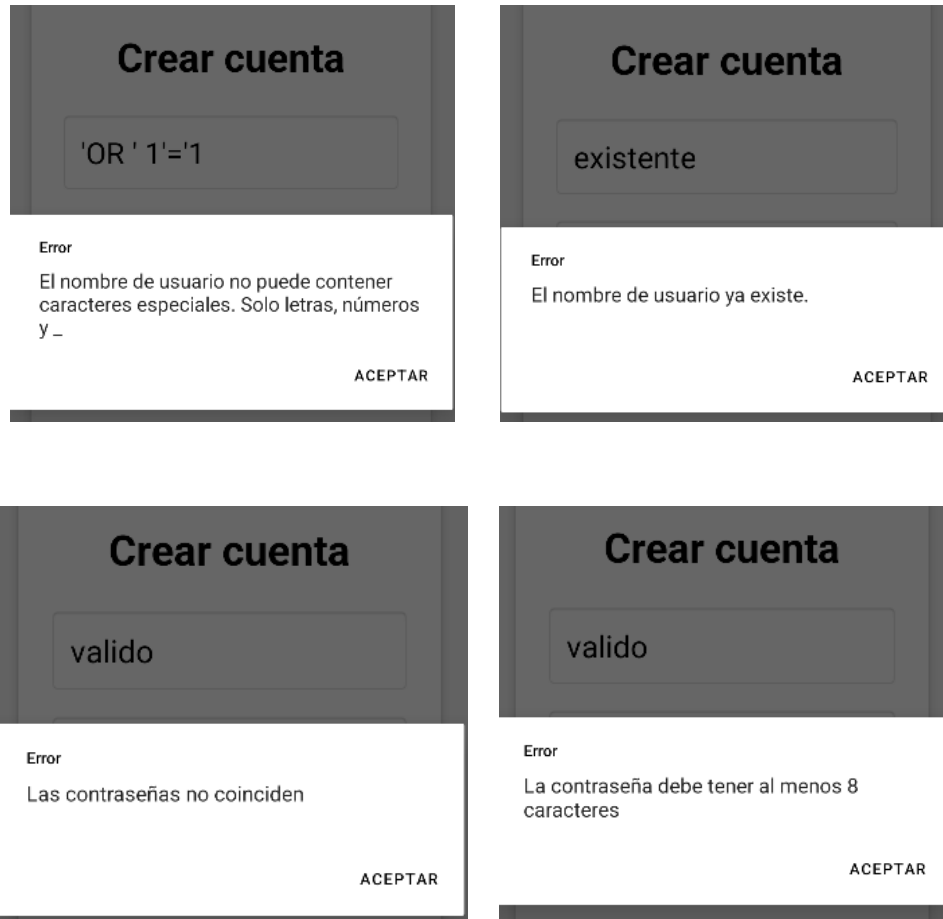 Crear cuenta
'OR ' 1'='1
Error
El nombre de usuario no puede contener
caracteres especiales. Solo letras, números
y _
ACEPTAR
Crear cuenta
existente
Error
El nombre de usuario ya existe.
ACEPTAR
Crear cuenta
valido
Error
Las contraseñas no coinciden
ACEPTAR
Crear cuenta
valido
Error
La contraseña debe tener al menos 8
caracteres
ACEPTAR